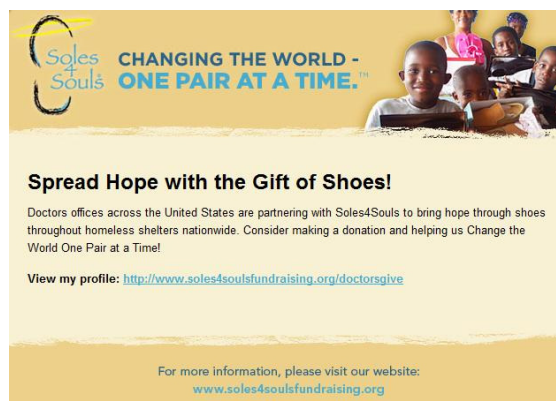 Soles
4
Souls
CHANGING THE WORLD -
ONE PAIR AT A TIME.™
Spread Hope with the Gift of Shoes!
Doctors offices across the United States are partnering with Soles4Souls to bring hope through shoes
throughout homeless shelters nationwide. Consider making a donation and helping us Change the
World One Pair at a Time!
View my profile: http://www.soles4soulsfundraising.org/doctorsgive
For more information, please visit our website:
www.soles4soulsfundraising.org